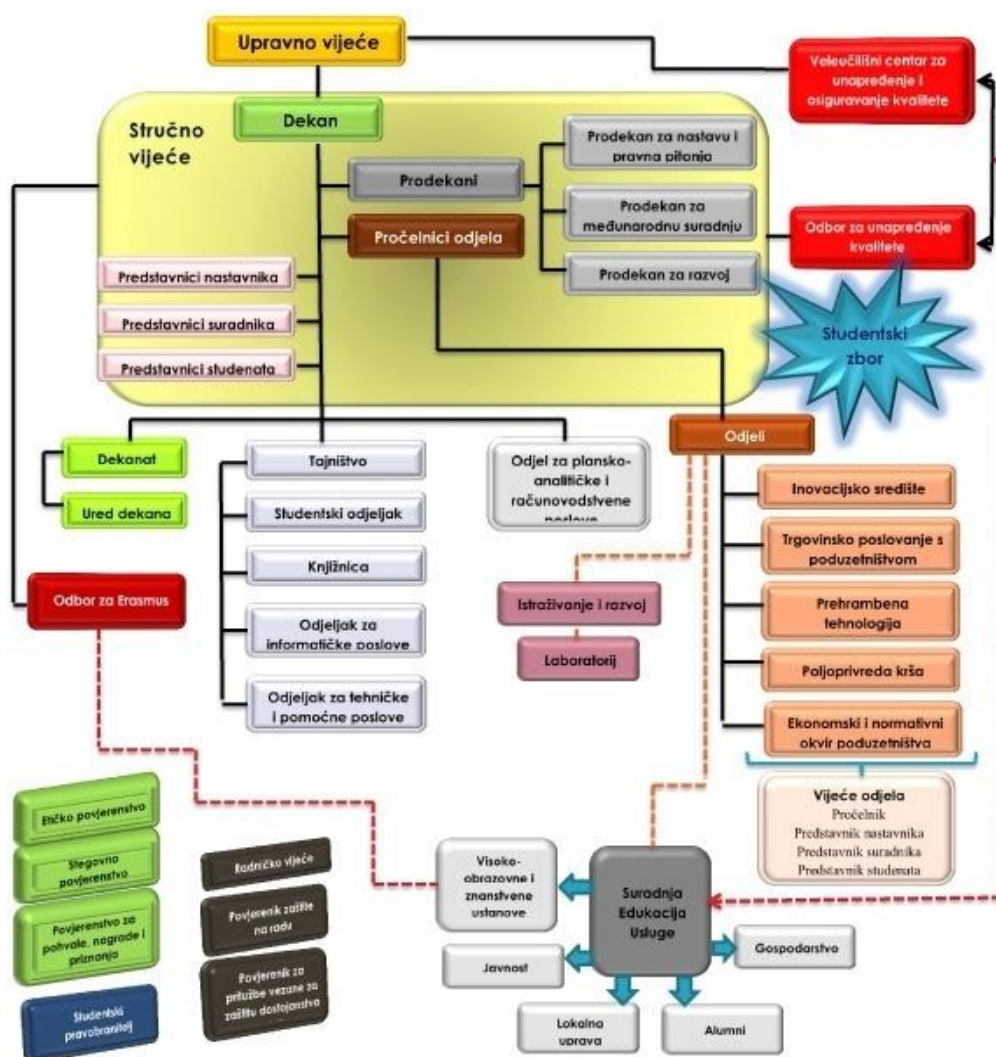 Upravno vijeće
Veleučilišni centar za
unapređenje i
osiguravanje kvalitete
Dekan
Stručno
vijeće
Prodekan za nastavu i
pravna pitanja
Prodekani
Prodekan za
međunarodnu suradnju
Odbor za unapređenje
kvalitete
Pročelnici odjela
Prodekan za razvoj
Predstavnici nastavnika
Predstavnici suradnika
Predstavnici studenata
Studentski
zbor
Odjeli
Dekanat
Ured dekana
Tajništvo
Studentski odjeljak
Knjižnica
Odjeljak za
informatičke poslove
Odjeljak za tehničke
i pomoćne poslove
Odjel za plansko-
analitičke i
računovodstvene
poslove
Inovacijsko središte
Trgovinsko poslovanje s
poduzetništvom
Prehrambena
tehnologija
Poljoprivreda krša
Ekonomski i normativni
okvir poduzetništva
Istraživanje i razvoj
Laboratorij
Odbor za Erasmus
Vijeće odjela
Pročelnik
Predstavnik nastavnika
Predstavnik suradnika
Predstavnik studenata
Etičko povjerenstvo
Stegovno
povjerenstvo
Povjerenstvo za
pohvale, nagrade i
priznanja
Studentski
pravobranitelj
Radničko vijeće
Povjerenik zaštite
na radu
Povjerenik za
pritužbe vezane za
zaštitu dostojanstva
Visoko-
obrazovne i
znanstvene
ustanove
Suradnja
Edukacija
Usluge
Javnost
Gospodarstvo
Lokalna
uprava
Alumni